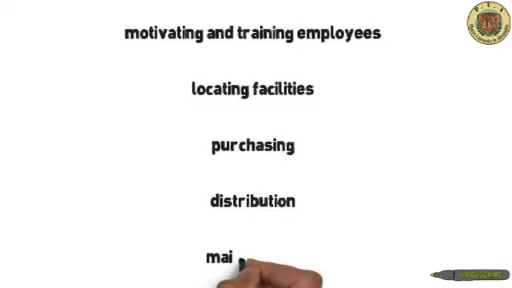 motivating and training employees
locating facilities
purchasing
distribution
mai